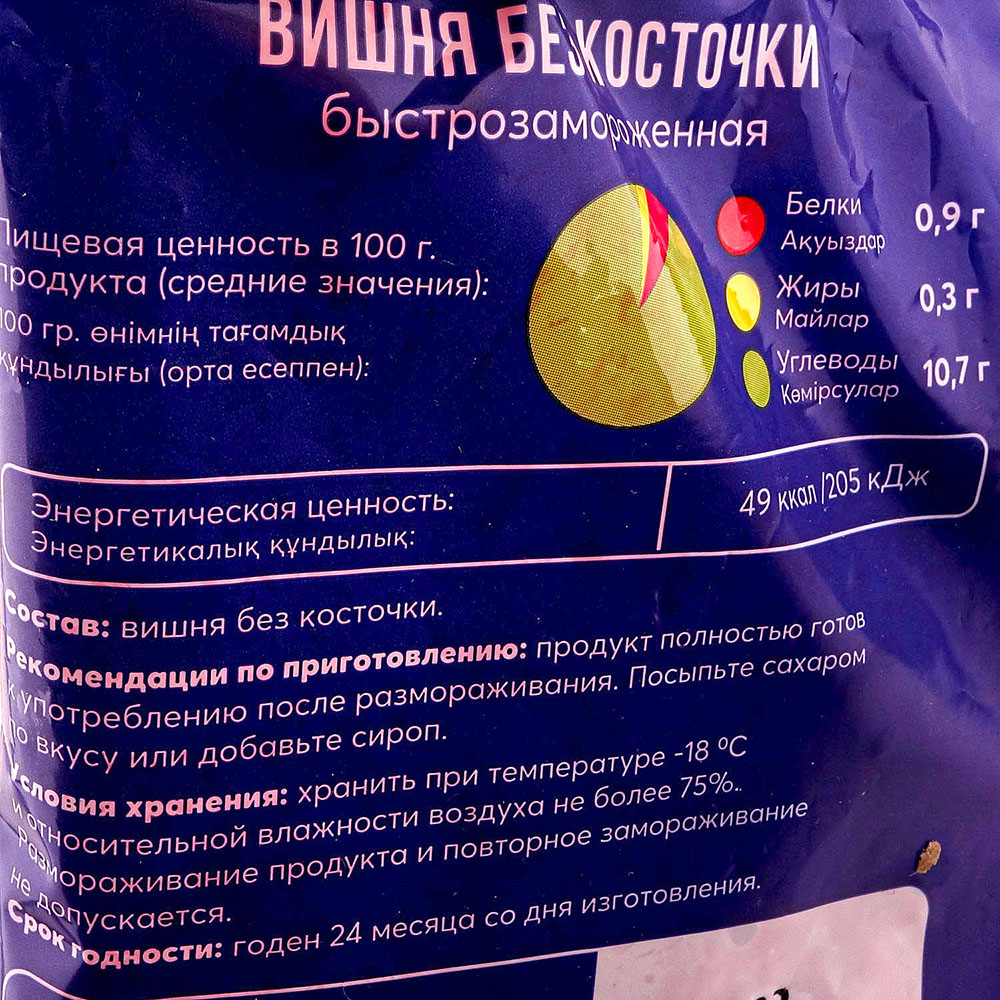 ВИШНЯ БЕЗ КОСТОЧКИ
быстрозамороженная
Пищевая ценность в 100 г.
продукта (средние значения):
100 гр. өнімнің тағамдық
құндылығы (орта есеппен):
Белки 0,9 г
Ақуыздар
Жиры 0,3 г
Майлар
Углеводы 10,7 г
Көмірсулар
Энергетическая ценность: 49 ккал/205 кДж
Энергетикалық құндылық:
Состав: вишня без косточки.
Рекомендации по приготовлению: продукт полностью готов
к употреблению после размораживания. Посыпьте сахаром
по вкусу или добавьте сироп.
Условия хранения: хранить при температуре -18 °С
и относительной влажности воздуха не более 75%..
Размораживание продукта и повторное замораживание
не допускается.
Срок годности: годен 24 месяца со дня изготовления.